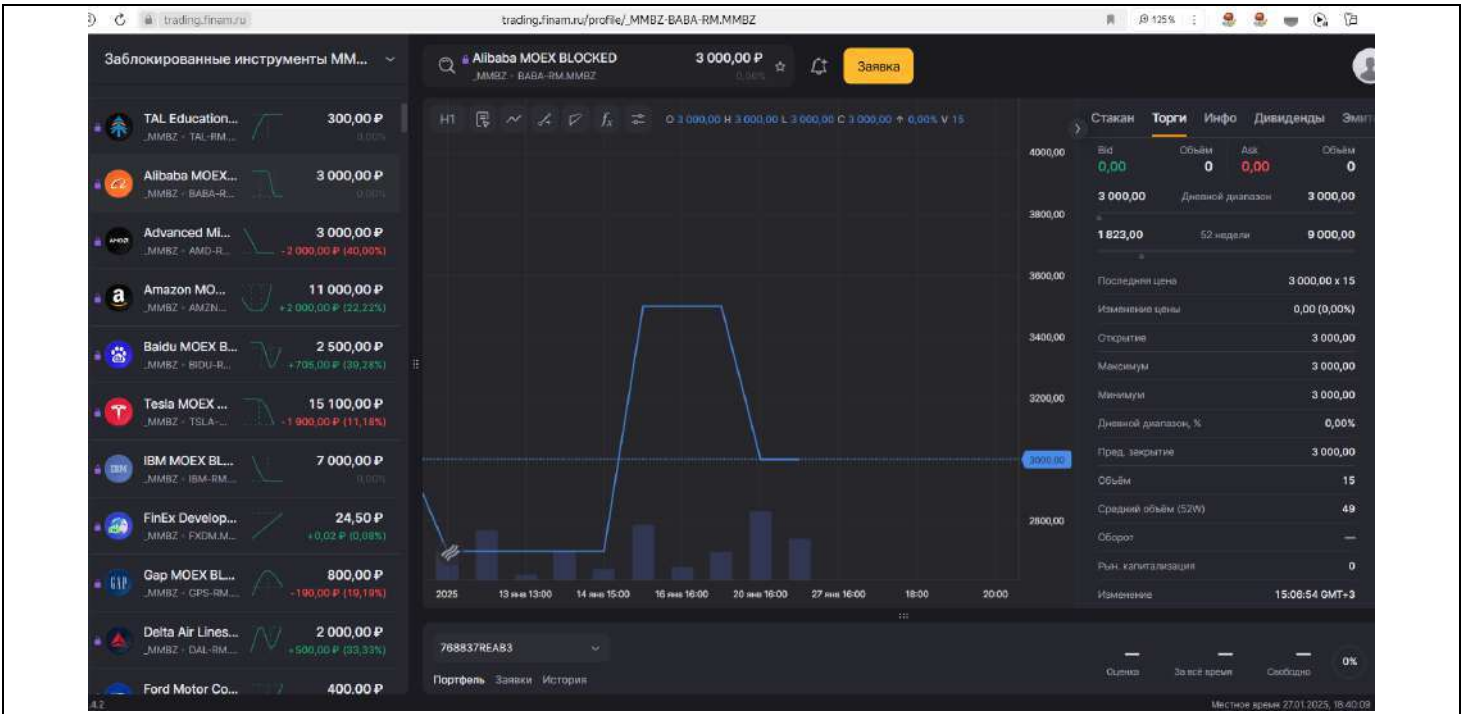 trading.finam.ru
trading.finam.ru/profile/_MMBZ-BABA-RM.MMBZ
125%
Заблокированные инструменты MM...
Alibaba MOEX BLOCKED
3 000,00 ₽
_MMBZ · BABA-RM.MMBZ
0,00%
Заявка
TAL Education...
300,00 ₽
_MMBZ · TAL-RM...
0,00%
Alibaba MOEX...
3 000,00 ₽
_MMBZ · BABA-R...
0,00%
Advanced Mi...
3 000,00 ₽
_MMBZ · AMD-R...
-2 000,00 ₽ (40,00%)
Amazon MO...
11 000,00 ₽
_MMBZ · AMZN...
+2 000,00 ₽ (22,22%)
Baidu MOEX B...
2 500,00 ₽
_MMBZ · BIDU-R...
+705,00 ₽ (39,28%)
Tesla MOEX ...
15 100,00 ₽
_MMBZ · TSLA-...
-1 900,00 ₽ (11,18%)
IBM MOEX BL...
7 000,00 ₽
_MMBZ · IBM-RM...
0,00%
FinEx Develop...
24,50 ₽
_MMBZ · FXDM.M...
+0,02 ₽ (0,08%)
Gap MOEX BL...
800,00 ₽
_MMBZ · GPS-RM...
-190,00 ₽ (19,19%)
Delta Air Lines...
2 000,00 ₽
_MMBZ · DAL-RM...
+500,00 ₽ (33,33%)
Ford Motor Co...
400,00 ₽
4.2
H1
O 3 000,00 H 3 000,00 L 3 000,00 C 3 000,00 ↑ 0,00% V 15
4000,00
3800,00
3600,00
3400,00
3200,00
3000,00
2800,00
2025
13 янв 13:00
14 янв 15:00
16 янв 16:00
20 янв 16:00
27 янв 16:00
18:00
20:00
Стакан Торги Инфо Дивиденды Эмит
Bid Объём Ask Объём
0,00 0 0,00 0
3 000,00 Дневной диапазон 3 000,00
1 823,00 52 недели 9 000,00
Последняя цена 3 000,00 x 15
Изменение цены 0,00 (0,00%)
Открытие 3 000,00
Максимум 3 000,00
Минимум 3 000,00
Дневной диапазон, % 0,00%
Пред. закрытие 3 000,00
Объём 15
Средний объём (52W) 49
Оборот —
Рын. капитализация 0
Изменение 15:06:54 GMT+3
768837REAB3
Портфель Заявки История
— — —
Оценка За всё время Свободно
0%
Местное время 27.01.2025, 18:40:09